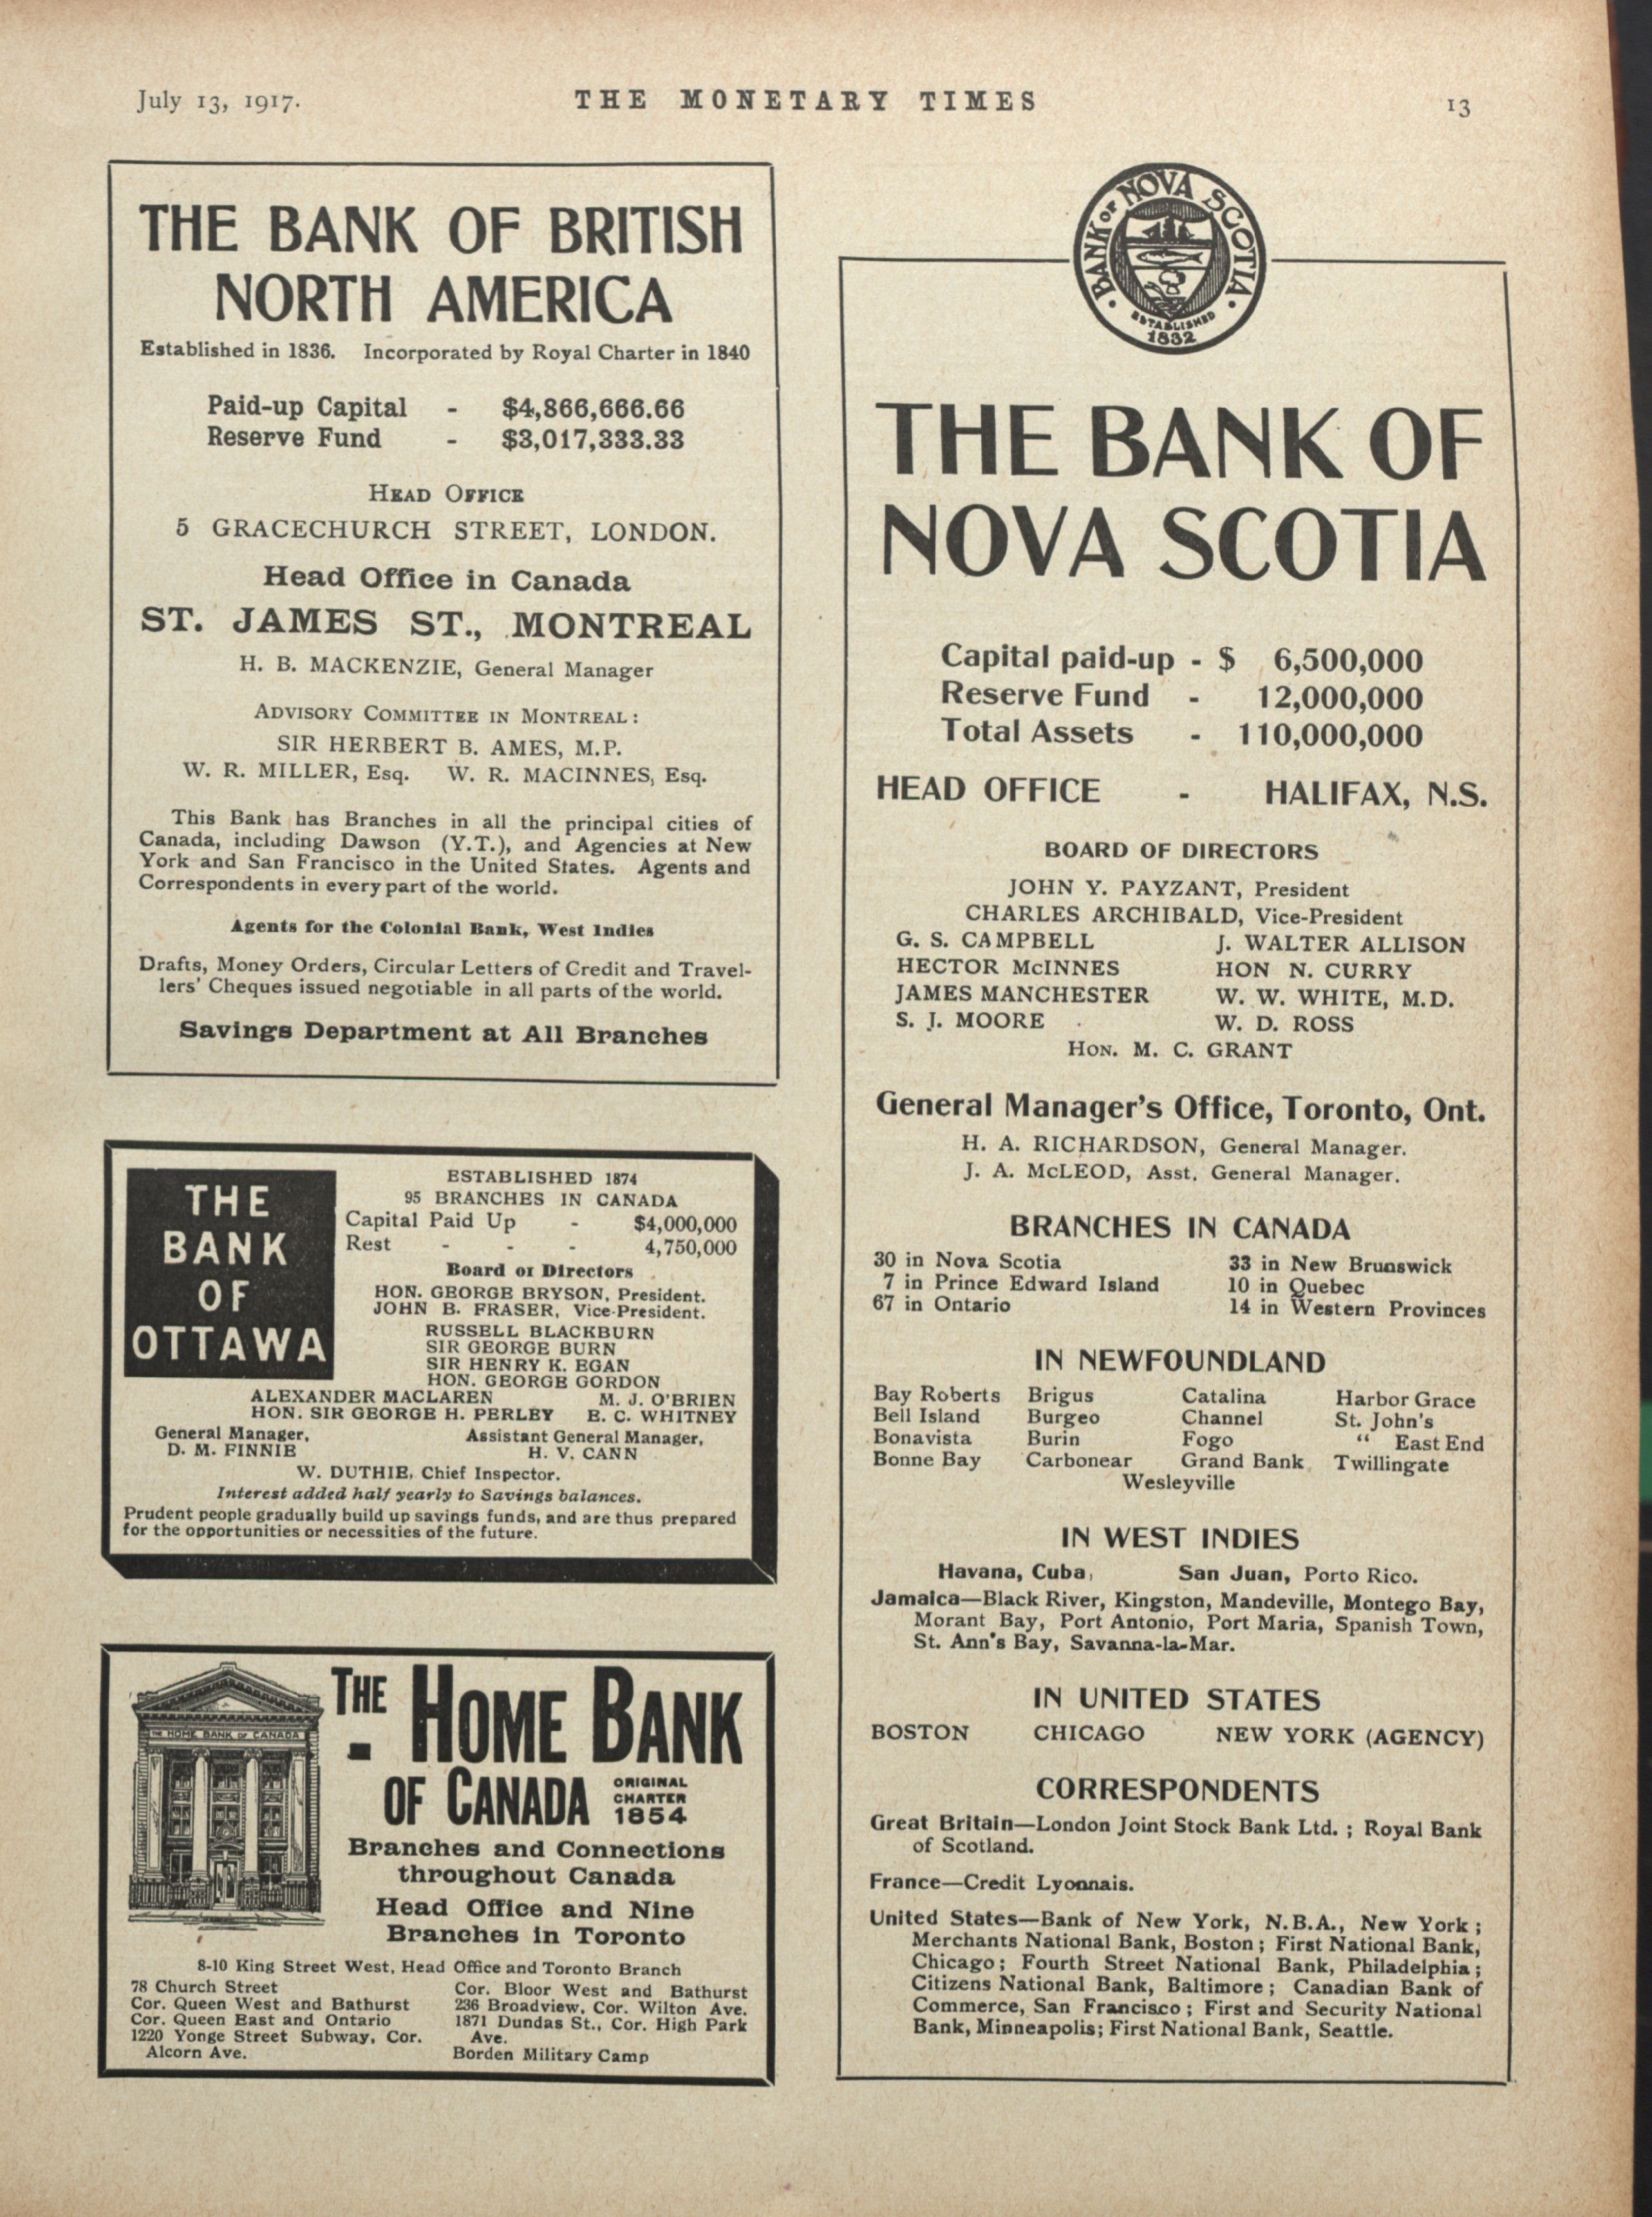 July 13, 1917.
THE MONETARY TIMES
13
THE BANK OF BRITISH
NORTH AMERICA
Established in 1836. Incorporated by Royal Charter in 1840
Paid-up Capital - $4,866,666.66
Reserve Fund - $3,017,333.33
HEAD OFFICE
5 GRACECHURCH STREET, LONDON.
Head Office in Canada
ST. JAMES ST., MONTREAL
H. B. MACKENZIE, General Manager
ADVISORY COMMITTEE IN MONTREAL:
SIR HERBERT B. AMES, M.P.
W. R. MILLER, Esq. W. R. MACINNES, Esq.
This Bank has Branches in all the principal cities of
Canada, including Dawson (Y.T.), and Agencies at New
York and San Francisco in the United States. Agents and
Correspondents in every part of the world.
Agents for the Colonial Bank, West Indies
Drafts, Money Orders, Circular Letters of Credit and Travel-
lers' Cheques issued negotiable in all parts of the world.
Savings Department at All Branches
THE
BANK
OF
OTTAWA
ESTABLISHED 1874
95 BRANCHES IN CANADA
Capital Paid Up - $4,000,000
Rest - - - 4,750,000
Board of Directors
HON. GEORGE BRYSON, President.
JOHN B. FRASER, Vice-President.
RUSSELL BLACKBURN
SIR GEORGE BURN
SIR HENRY K. EGAN
HON. GEORGE GORDON
ALEXANDER MACLAREN M. J. O'BRIEN
HON. SIR GEORGE H. PERLEY E. C. WHITNEY
General Manager, Assistant General Manager,
D. M. FINNIE H. V. CANN
W. DUTHIE, Chief Inspector.
Interest added half yearly to Savings balances.
Prudent people gradually build up savings funds, and are thus prepared
for the opportunities or necessities of the future.
THE HOME BANK OF CANADA
THE HOME BANK
OF CANADA
ORIGINAL
CHARTER
1854
Branches and Connections
throughout Canada
Head Office and Nine
Branches in Toronto
8-10 King Street West, Head Office and Toronto Branch
78 Church Street
Cor. Queen West and Bathurst
Cor. Queen East and Ontario
1220 Yonge Street Subway, Cor.
Alcorn Ave.
Cor. Bloor West and Bathurst
236 Broadview, Cor. Wilton Ave.
1871 Dundas St., Cor. High Park
Ave.
Borden Military Camp
BANK OF NOVA SCOTIA
ESTABLISHED
1832
THE BANK OF
NOVA SCOTIA
Capital paid-up - $ 6,500,000
Reserve Fund - 12,000,000
Total Assets - 110,000,000
HEAD OFFICE - HALIFAX, N.S.
BOARD OF DIRECTORS
JOHN Y. PAYZANT, President
CHARLES ARCHIBALD, Vice-President
G. S. CAMPBELL J. WALTER ALLISON
HECTOR McINNES HON N. CURRY
JAMES MANCHESTER W. W. WHITE, M.D.
S. J. MOORE W. D. ROSS
HON. M. C. GRANT
General Manager's Office, Toronto, Ont.
H. A. RICHARDSON, General Manager.
J. A. McLEOD, Asst. General Manager.
BRANCHES IN CANADA
30 in Nova Scotia 33 in New Brunswick
7 in Prince Edward Island 10 in Quebec
67 in Ontario 14 in Western Provinces
IN NEWFOUNDLAND
Bay Roberts Brigus Catalina Harbor Grace
Bell Island Burgeo Channel St. John's
Bonavista Burin Fogo " East End
Bonne Bay Carbonear Grand Bank Twillingate
Wesleyville
IN WEST INDIES
Havana, Cuba, San Juan, Porto Rico.
Jamaica—Black River, Kingston, Mandeville, Montego Bay,
Morant Bay, Port Antonio, Port Maria, Spanish Town,
St. Ann's Bay, Savanna-la-Mar.
IN UNITED STATES
BOSTON CHICAGO NEW YORK (AGENCY)
CORRESPONDENTS
Great Britain—London Joint Stock Bank Ltd. ; Royal Bank
of Scotland.
France—Credit Lyonnais.
United States—Bank of New York, N.B.A., New York ;
Merchants National Bank, Boston ; First National Bank,
Chicago ; Fourth Street National Bank, Philadelphia ;
Citizens National Bank, Baltimore ; Canadian Bank of
Commerce, San Francisco ; First and Security National
Bank, Minneapolis; First National Bank, Seattle.